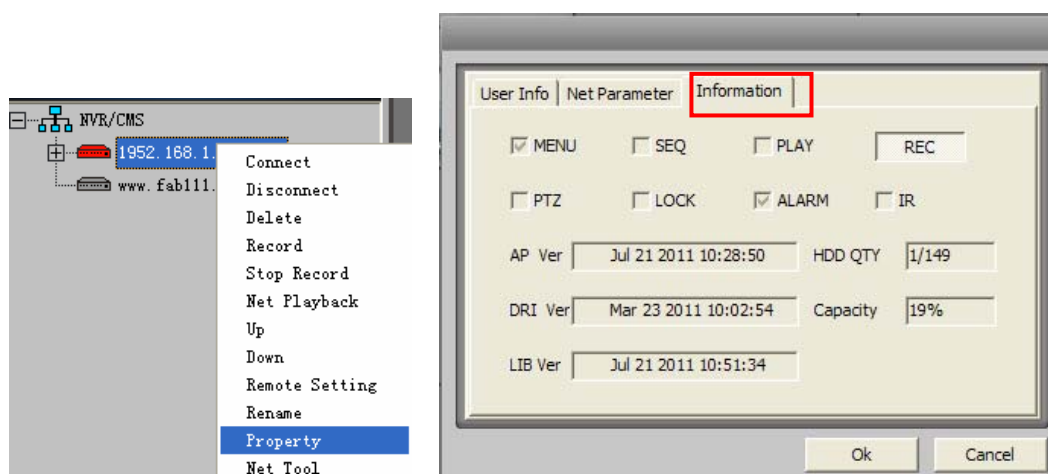 NVR/CMS
1952.168.1.
www.fab111.
Connect
Disconnect
Delete
Record
Stop Record
Net Playback
Up
Down
Remote Setting
Rename
Property
Net Tool
User Info Net Parameter Information
MENU SEQ PLAY REC
PTZ LOCK ALARM IR
AP Ver Jul 21 2011 10:28:50 HDD QTY 1/149
DRI Ver Mar 23 2011 10:02:54 Capacity 19%
LIB Ver Jul 21 2011 10:51:34
Ok Cancel